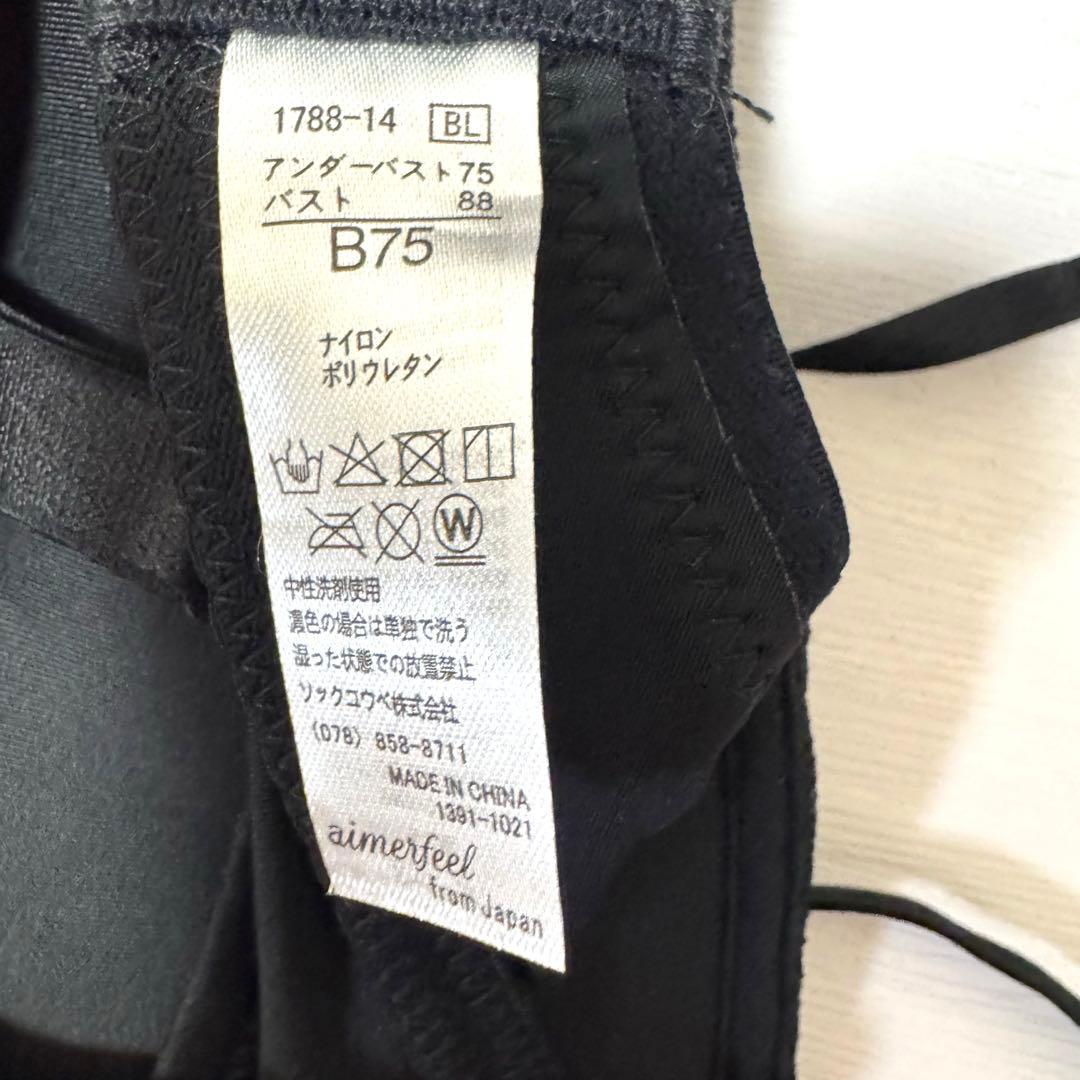 1788-14 BL
アンダーバスト 75
バスト 88
B75
ナイロン
ポリウレタン
W
中性洗剤使用
濃色の場合は単独で洗う
湿った状態での放置禁止
ソックコウベ株式会社
(078) 858-8711
MADE IN CHINA
1391-1021
aimerfeel
from Japan